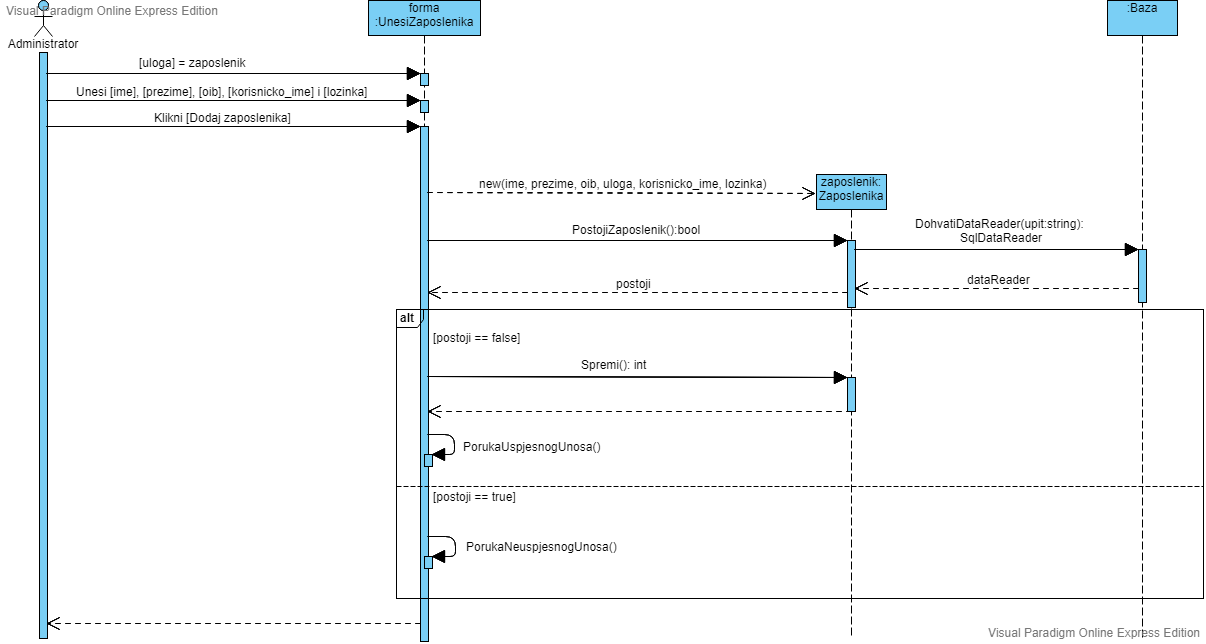 Visual Paradigm Online Express Edition
Administrator
forma
:UnesiZaposlenika
:Baza
[uloga] = zaposlenik
Unesi [ime], [prezime], [oib], [korisnicko_ime] i [lozinka]
Klikni [Dodaj zaposlenika]
new(ime, prezime, oib, uloga, korisnicko_ime, lozinka)
zaposlenik:
Zaposlenika
PostojiZaposlenik():bool
DohvatiDataReader(upit:string):
SqlDataReader
dataReader
postoji
alt
[postoji == false]
Spremi(): int
PorukaUspjesnogUnosa()
[postoji == true]
PorukaNeuspjesnogUnosa()
Visual Paradigm Online Express Edition